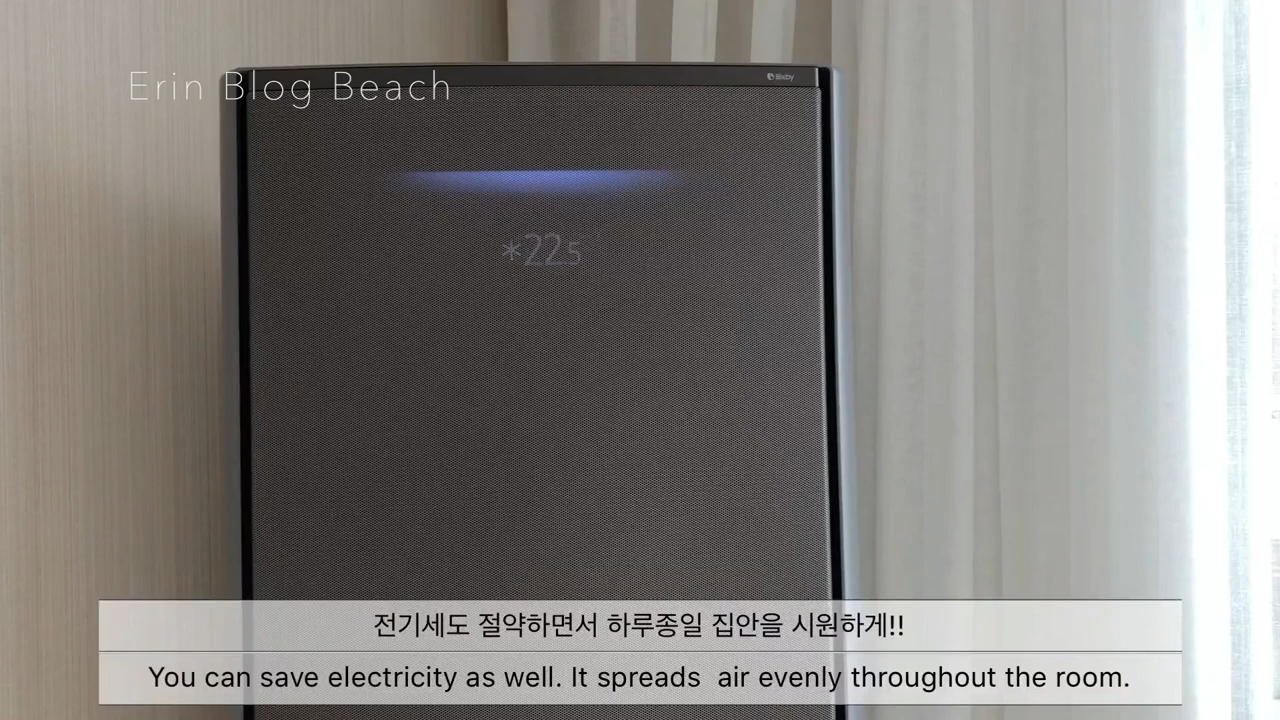 Erin Blog Beach
Bixby
*22.5
전기세도 절약하면서 하루종일 집안을 시원하게!!
You can save electricity as well. It spreads air evenly throughout the room.